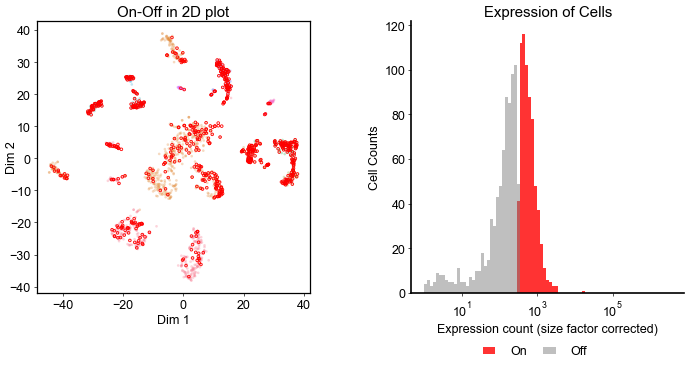 On-Off in 2D plot
Dim 2
40
30
20
10
0
−10
−20
−30
−40
−40 −20 0 20 40
Dim 1
Expression of Cells
Cell Counts
120
100
80
60
40
20
0
10^1 10^3 10^5
Expression count (size factor corrected)
On Off